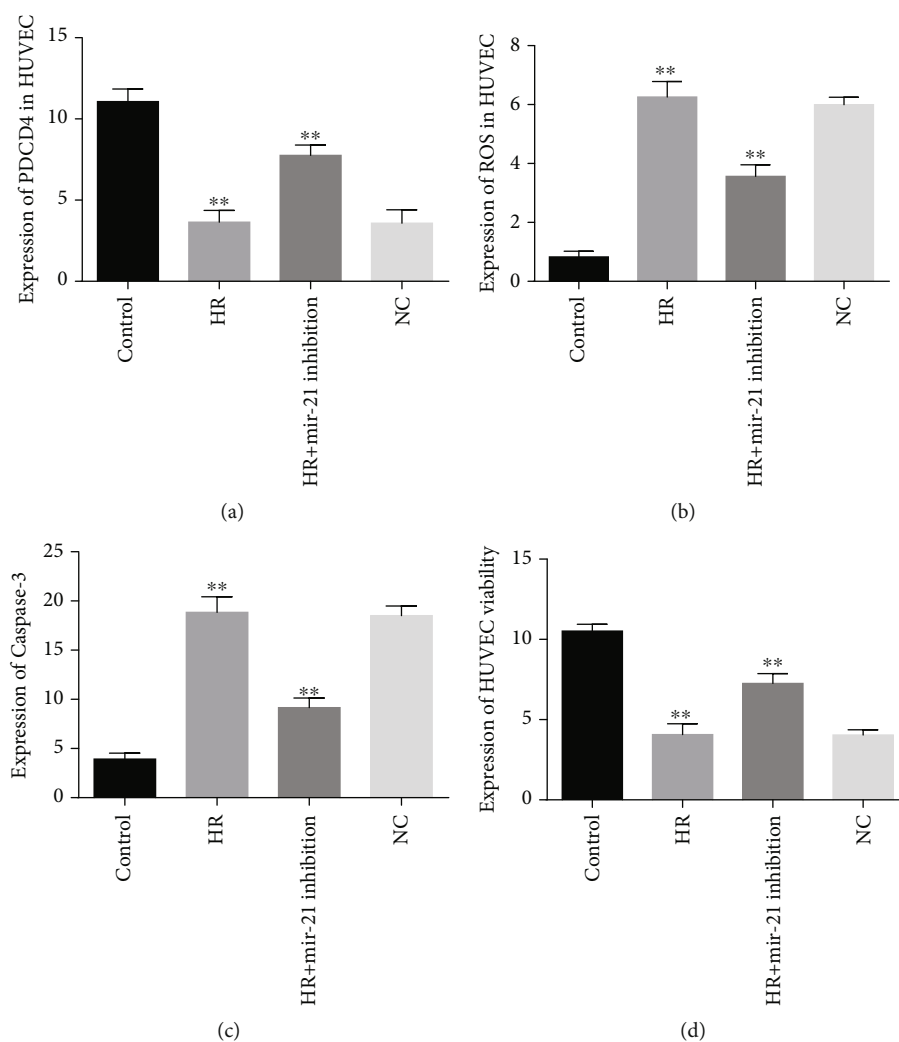 Expression of PDCD4 in HUVEC
15
10
5
0
**
**
Control
HR
HR+mir-21 inhibition
NC
(a)
Expression of ROS in HUVEC
8
6
4
2
0
**
**
Control
HR
HR+mir-21 inhibition
NC
(b)
Expression of Caspase-3
25
20
15
10
5
0
**
**
Control
HR
HR+mir-21 inhibition
NC
(c)
Expression of HUVEC viability
15
10
5
0
**
**
Control
HR
HR+mir-21 inhibition
NC
(d)